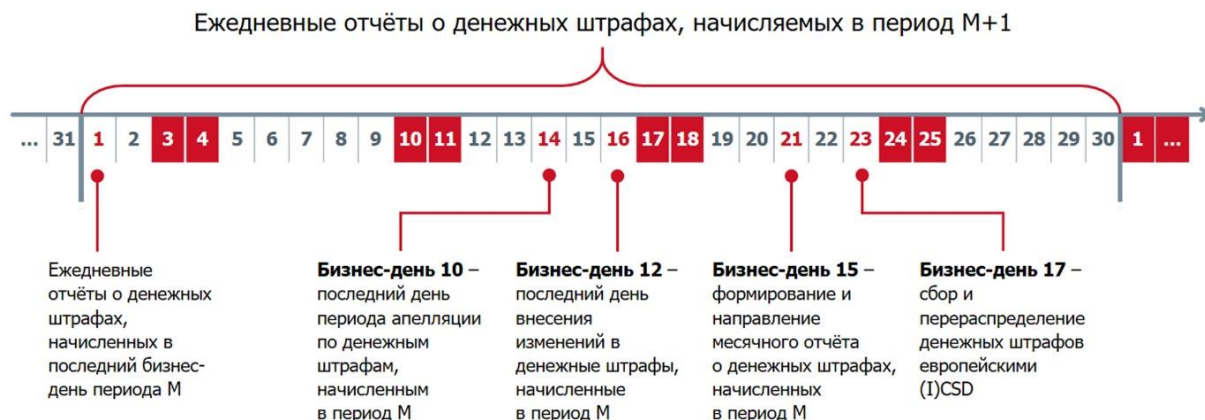 Ежедневные отчёты о денежных штрафах, начисляемых в период М+1
... 31 1 2 3 4 5 6 7 8 9 10 11 12 13 14 15 16 17 18 19 20 21 22 23 24 25 26 27 28 29 30 1 ...
Ежедневные
отчёты о денежных
штрафах,
начисленных в
последний бизнес-
день периода М
Бизнес-день 10 –
последний день
периода апелляции
по денежным
штрафам,
начисленным
в период М
Бизнес-день 12 –
последний день
внесения
изменений в
денежные штрафы,
начисленные
в период М
Бизнес-день 15 –
формирование и
направление
месячного отчёта
о денежных штрафах,
начисленных
в период М
Бизнес-день 17 –
сбор и
перераспределение
денежных штрафов
европейскими
(I)CSD